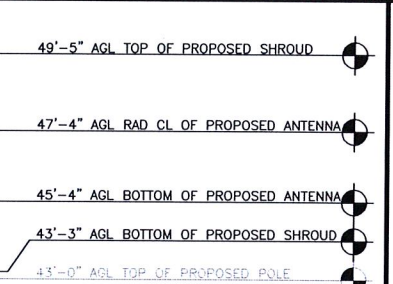 49'-5" AGL TOP OF PROPOSED SHROUD
47'-4" AGL RAD CL OF PROPOSED ANTENNA
45'-4" AGL BOTTOM OF PROPOSED ANTENNA
43'-3" AGL BOTTOM OF PROPOSED SHROUD
43'-0" AGL TOP OF PROPOSED POLE